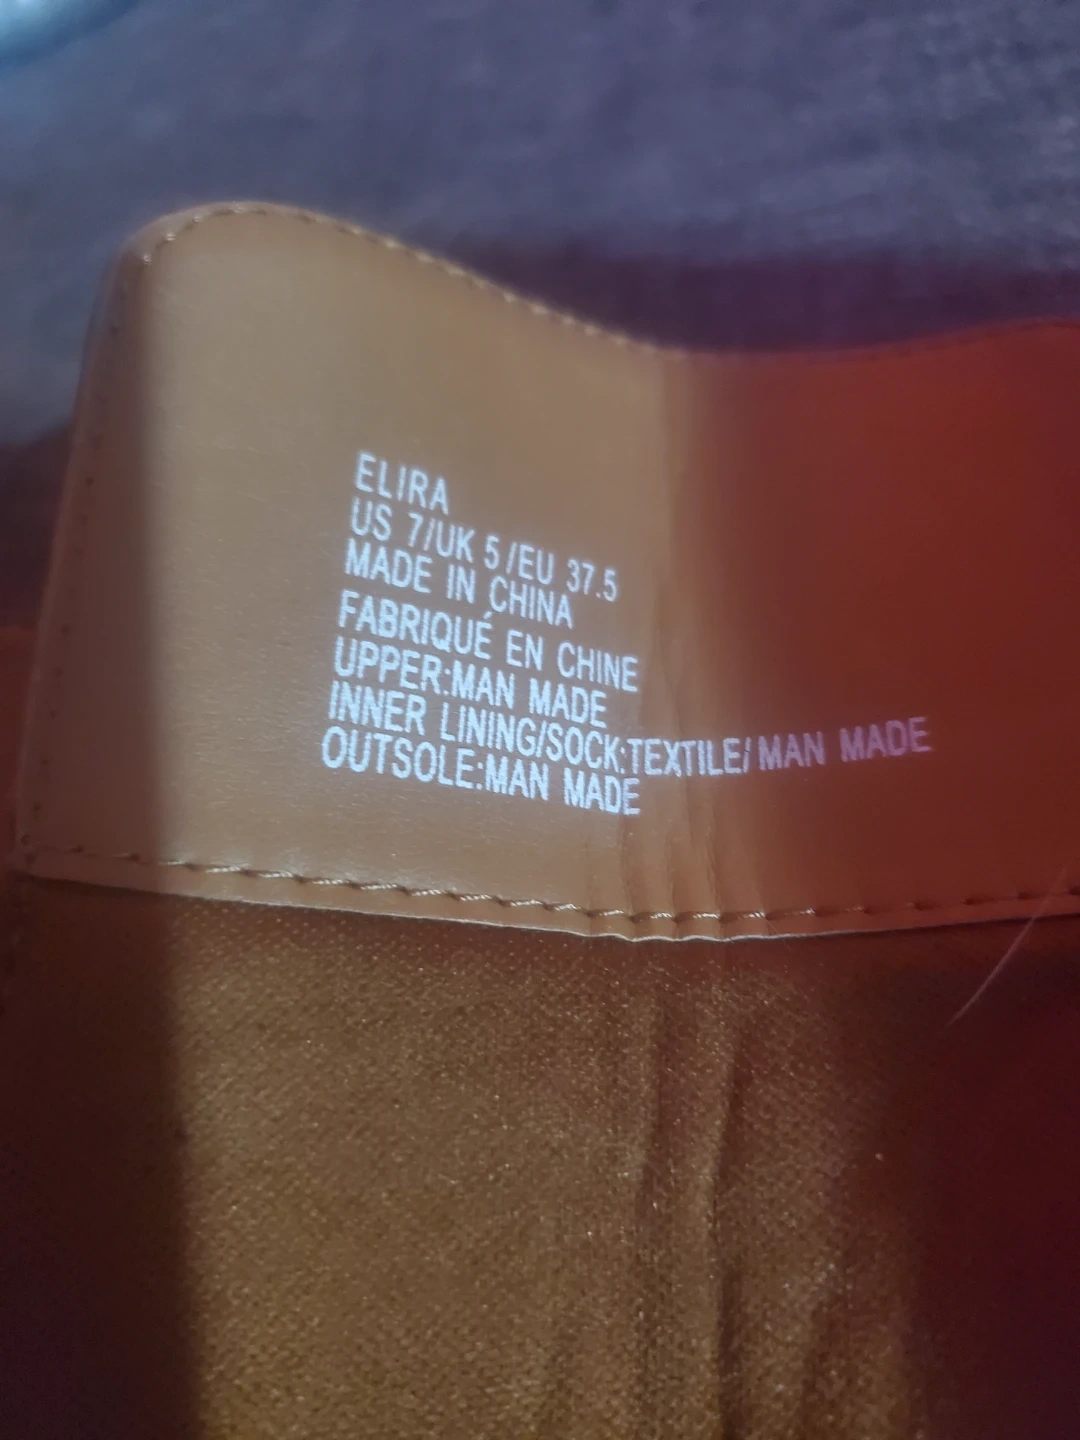 ELIRA
US 7/UK 5/EU 37.5
MADE IN CHINA
FABRIQUÉ EN CHINE
UPPER:MAN MADE
INNER LINING/SOCK:TEXTILE/MAN MADE
OUTSOLE:MAN MADE